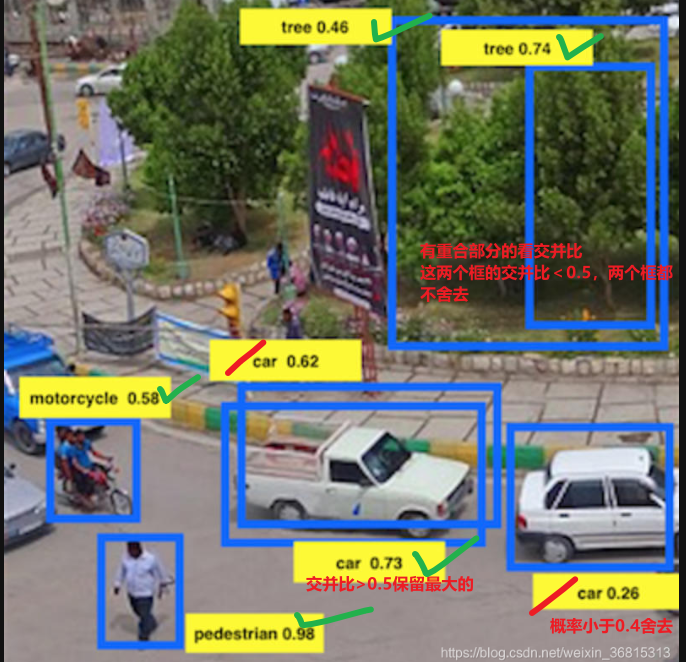 tree 0.46
tree 0.74
有重合部分的看交并比
这两个框的交并比＜0.5，两个框都
不舍去
car 0.62
motorcycle 0.58
car 0.73
交并比>0.5保留最大的
car 0.26
概率小于0.4舍去
pedestrian 0.98
https://blog.csdn.net/weixin_36815313